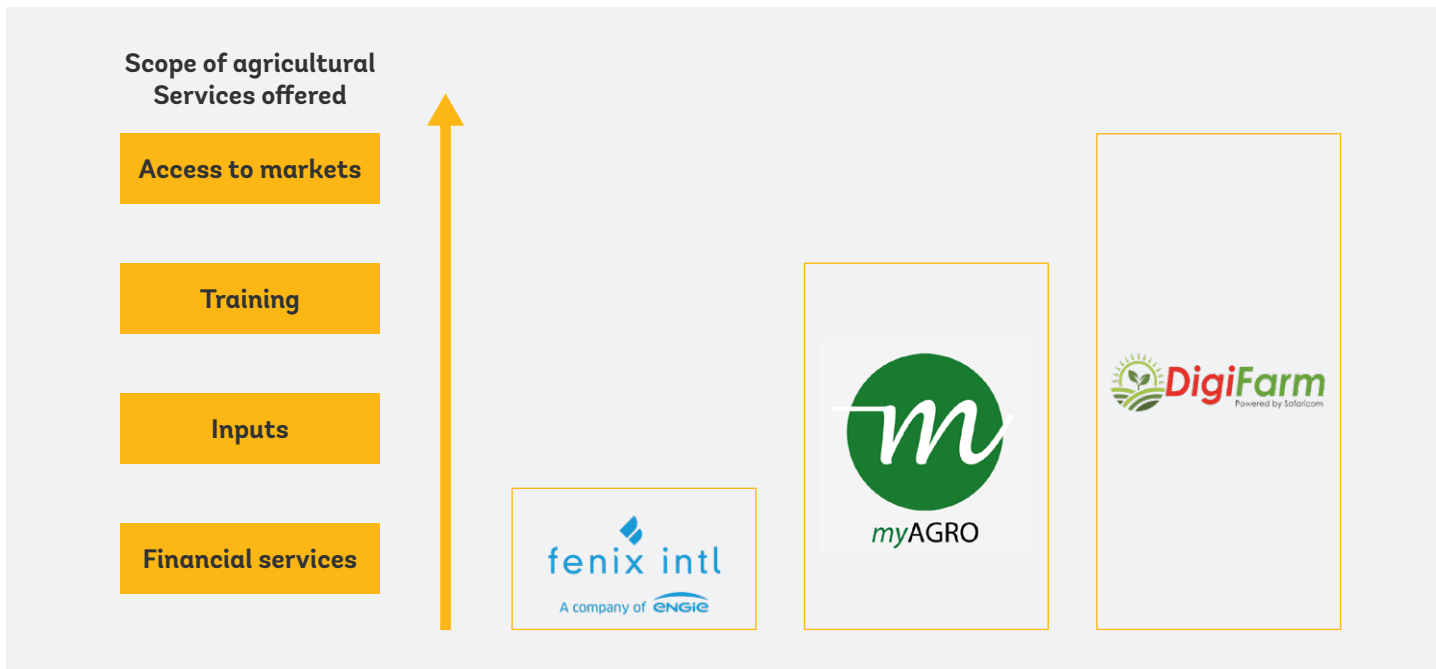 Scope of agricultural
Services offered
Access to markets
Training
Inputs
Financial services
fenix intl
A company of ENGIE
m
myAGRO
DigiFarm
Powered by Safaricom